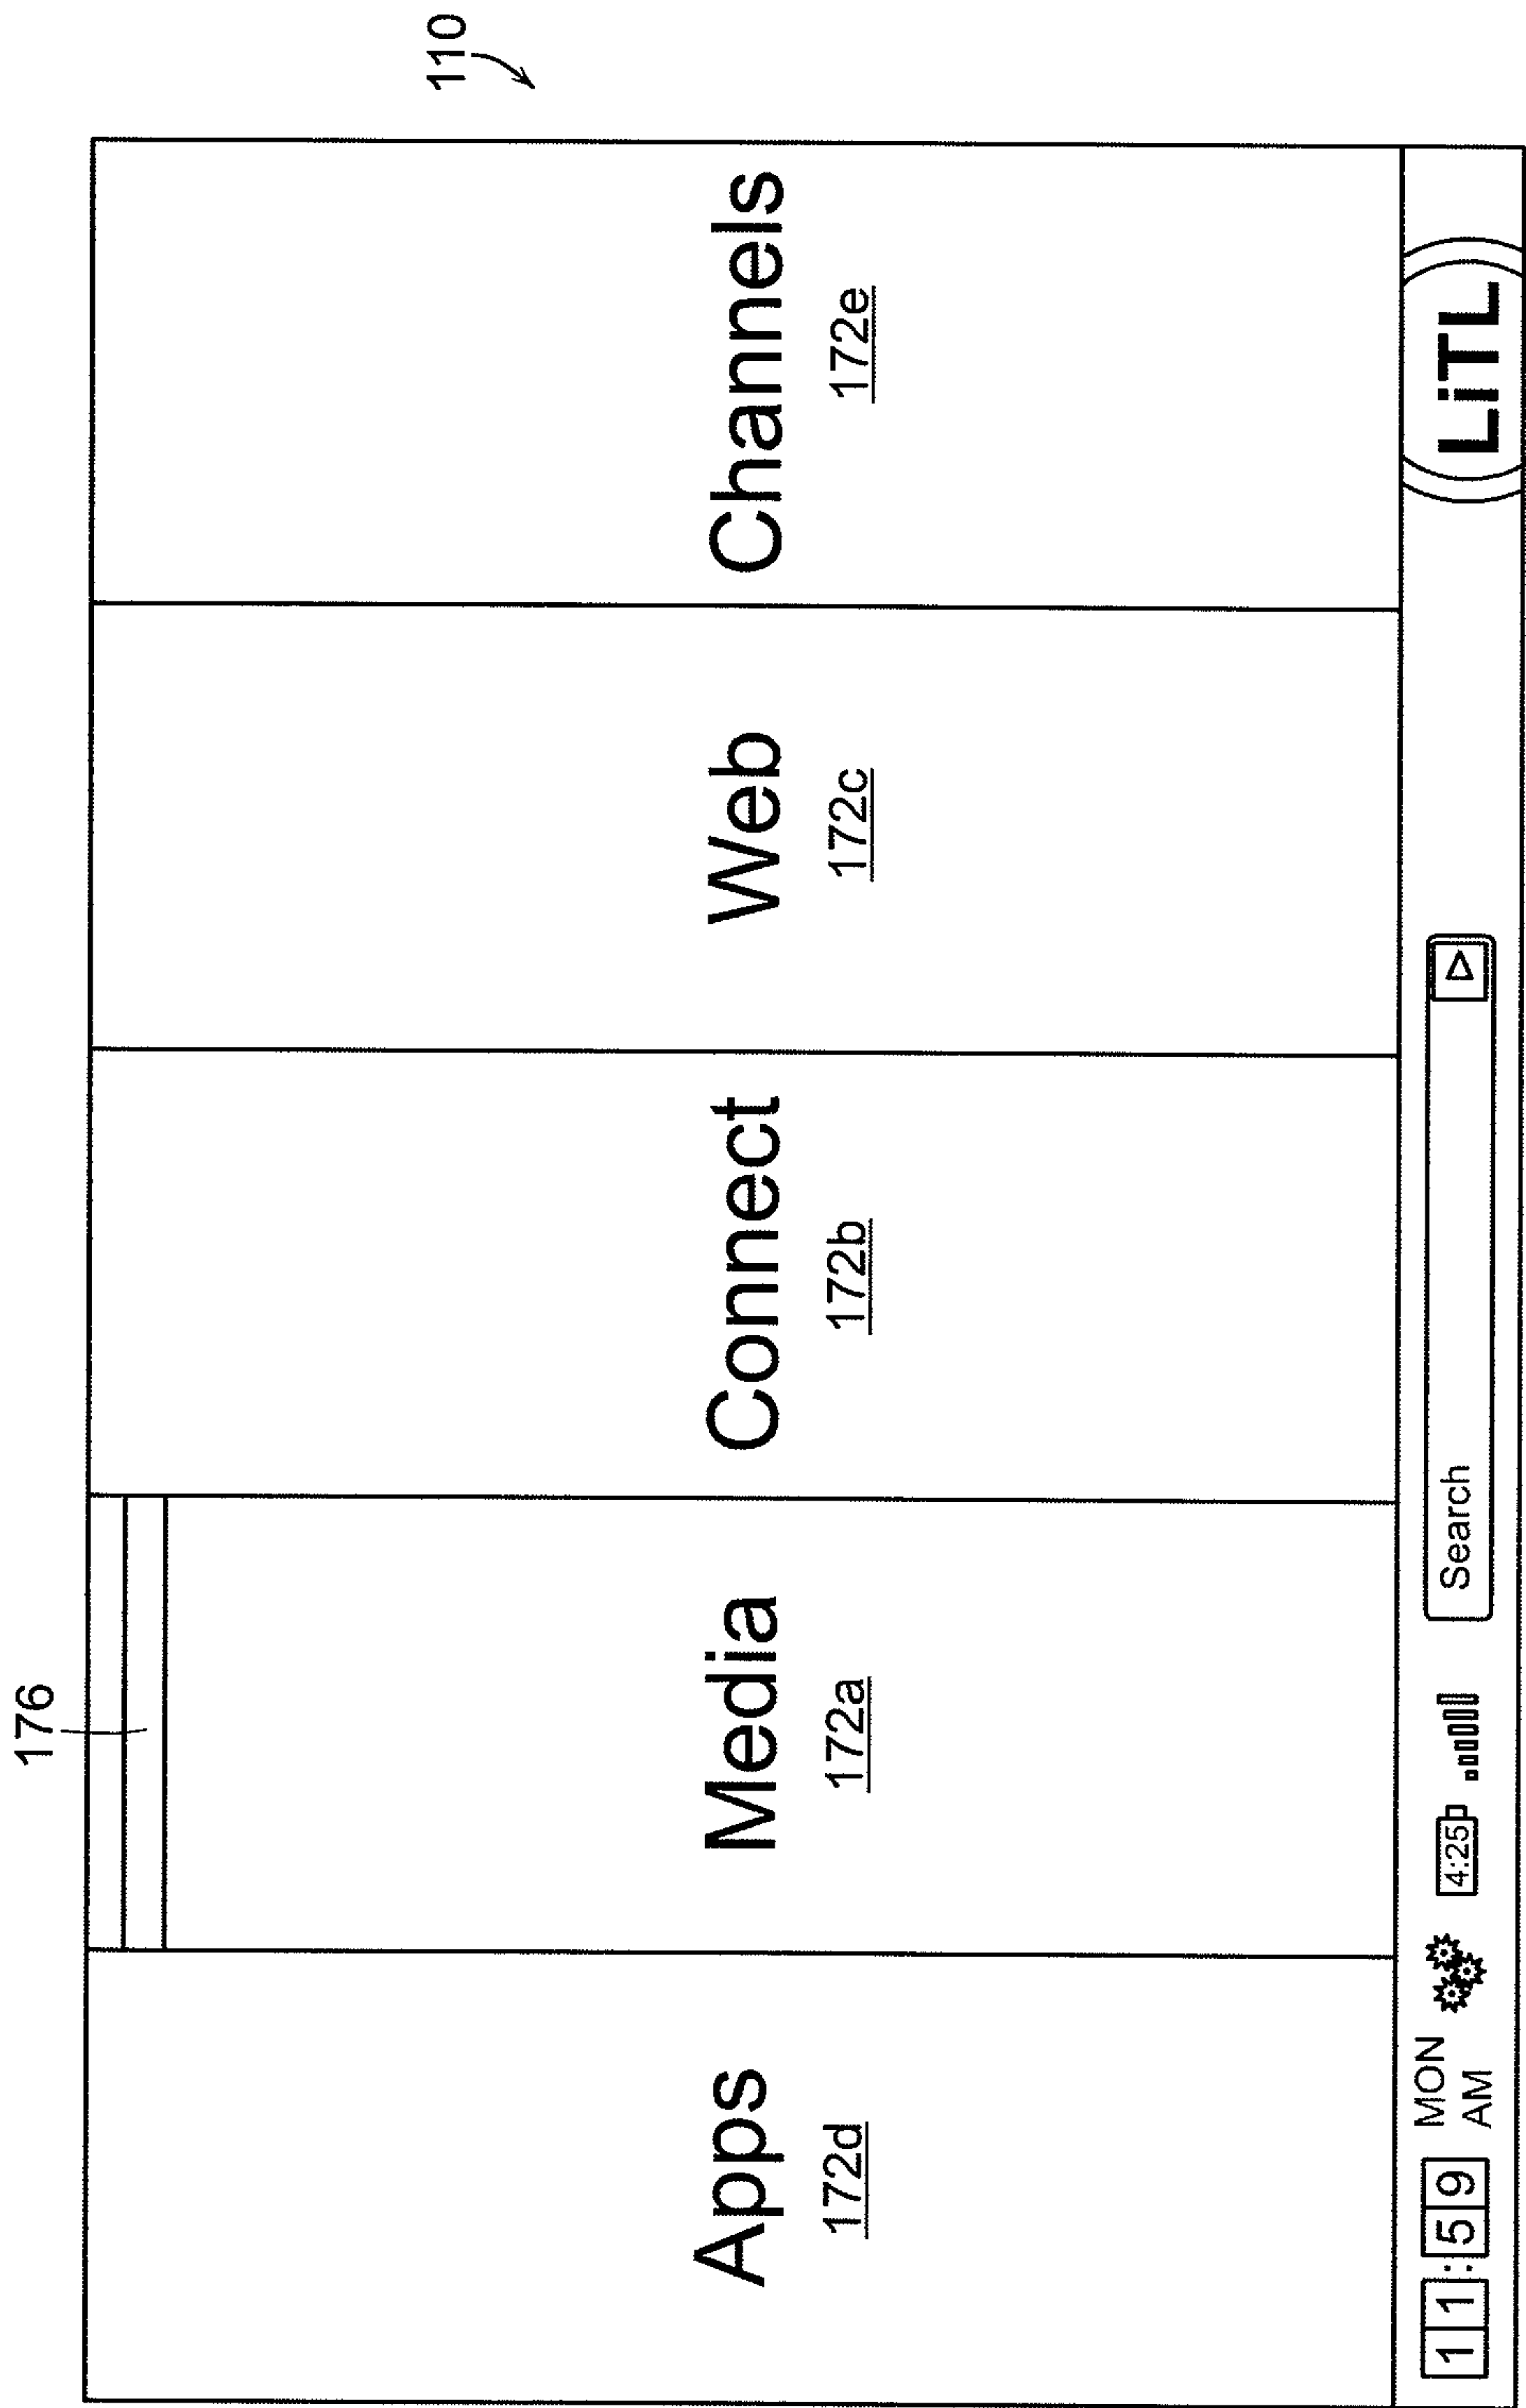 110
176
Apps
172d
Media
172a
Connect
172b
Web
172c
Channels
172e
11:59
MON
AM
4:25
Search
LiTL